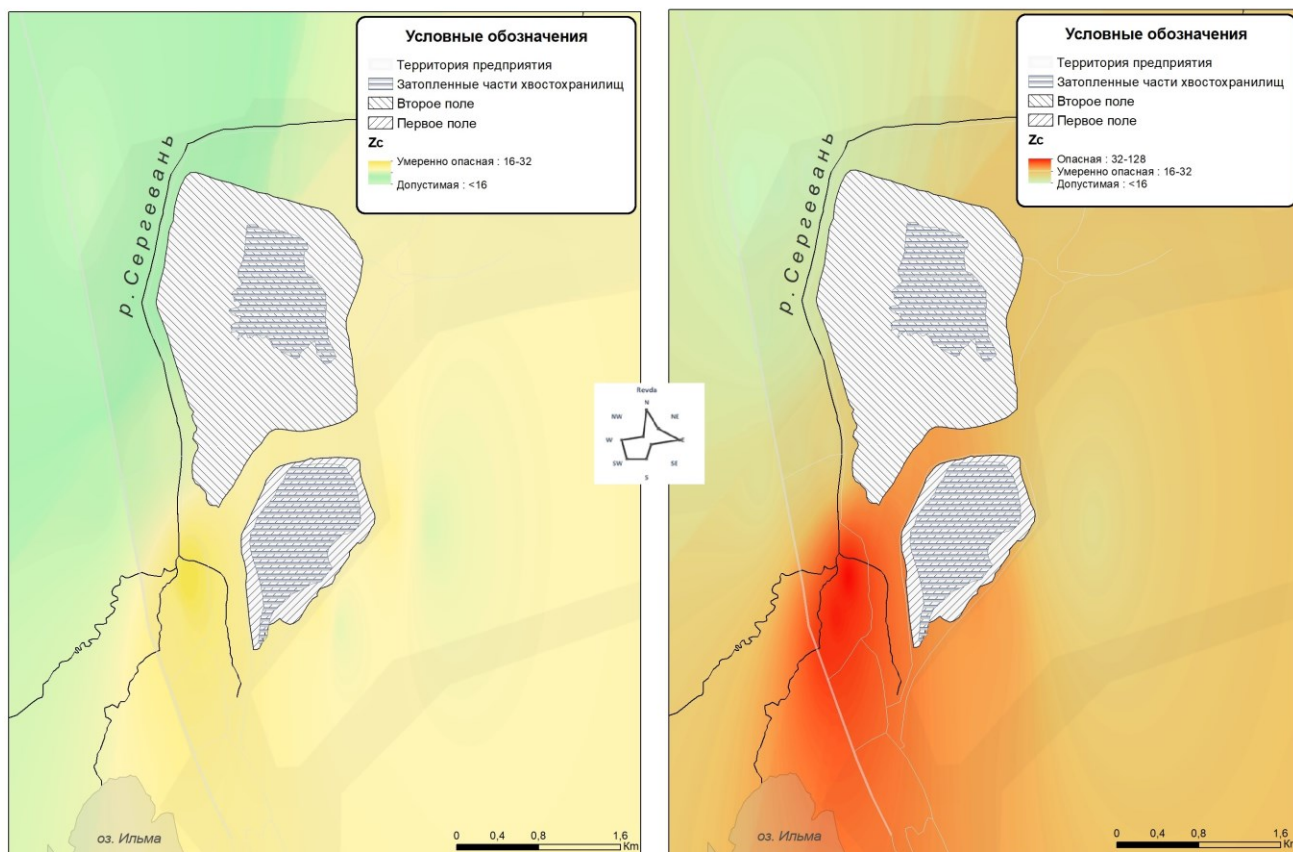 Условные обозначения
Территория предприятия
Затопленные части хвостохранилищ
Второе поле
Первое поле
Zc
Умеренно опасная : 16-32
Допустимая : <16
р. Сергевань
оз. Ильма
0 0,4 0,8 1,6
Km
Revda
N
NW NE
W E
SW SE
S
Условные обозначения
Территория предприятия
Затопленные части хвостохранилищ
Второе поле
Первое поле
Zc
Опасная : 32-128
Умеренно опасная : 16-32
Допустимая : <16
р. Сергевань
оз. Ильма
0 0,4 0,8 1,6
Km